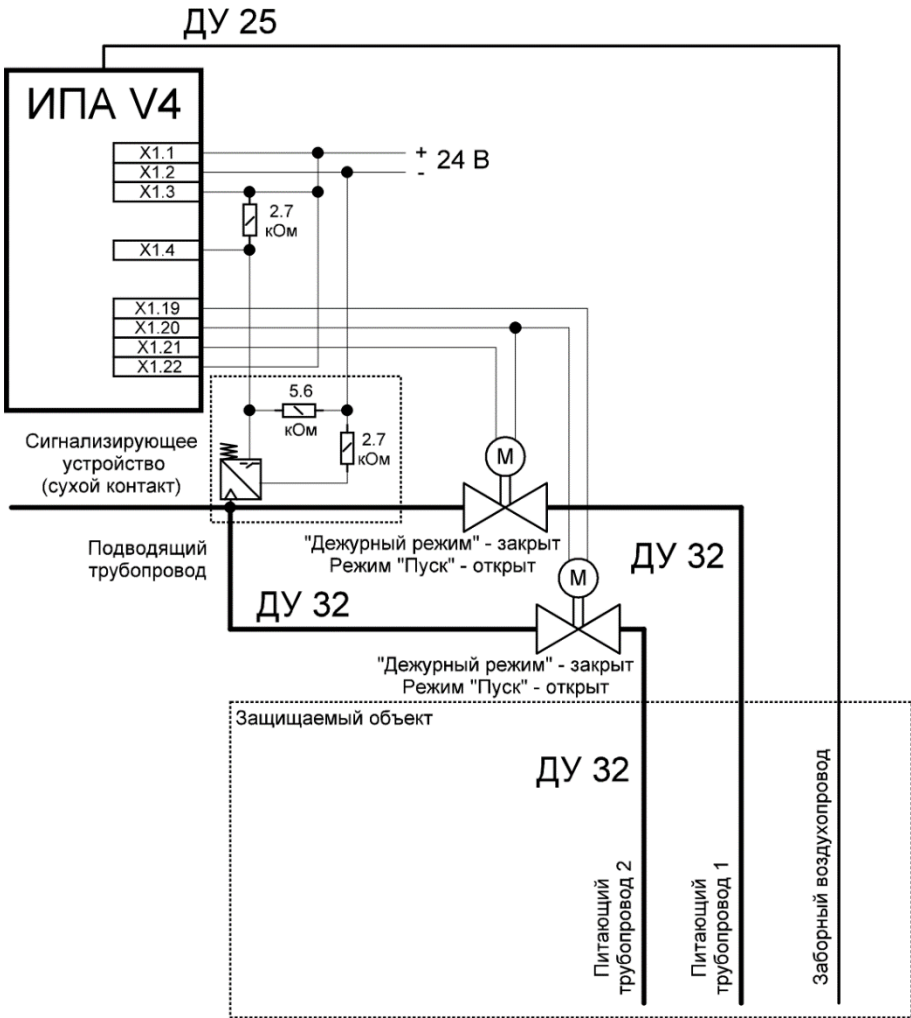 ДУ 25
ИПА V4
X1.1
X1.2
X1.3
X1.4
X1.19
X1.20
X1.21
X1.22
+
-
24 В
2.7
кОм
5.6
кОм
2.7
кОм
Сигнализирующее
устройство
(сухой контакт)
Подводящий
трубопровод
М
"Дежурный режим" - закрыт
Режим "Пуск" - открыт
ДУ 32
М
ДУ 32
"Дежурный режим" - закрыт
Режим "Пуск" - открыт
Защищаемый объект
ДУ 32
Питающий
трубопровод 2
Питающий
трубопровод 1
Заборный воздухопровод